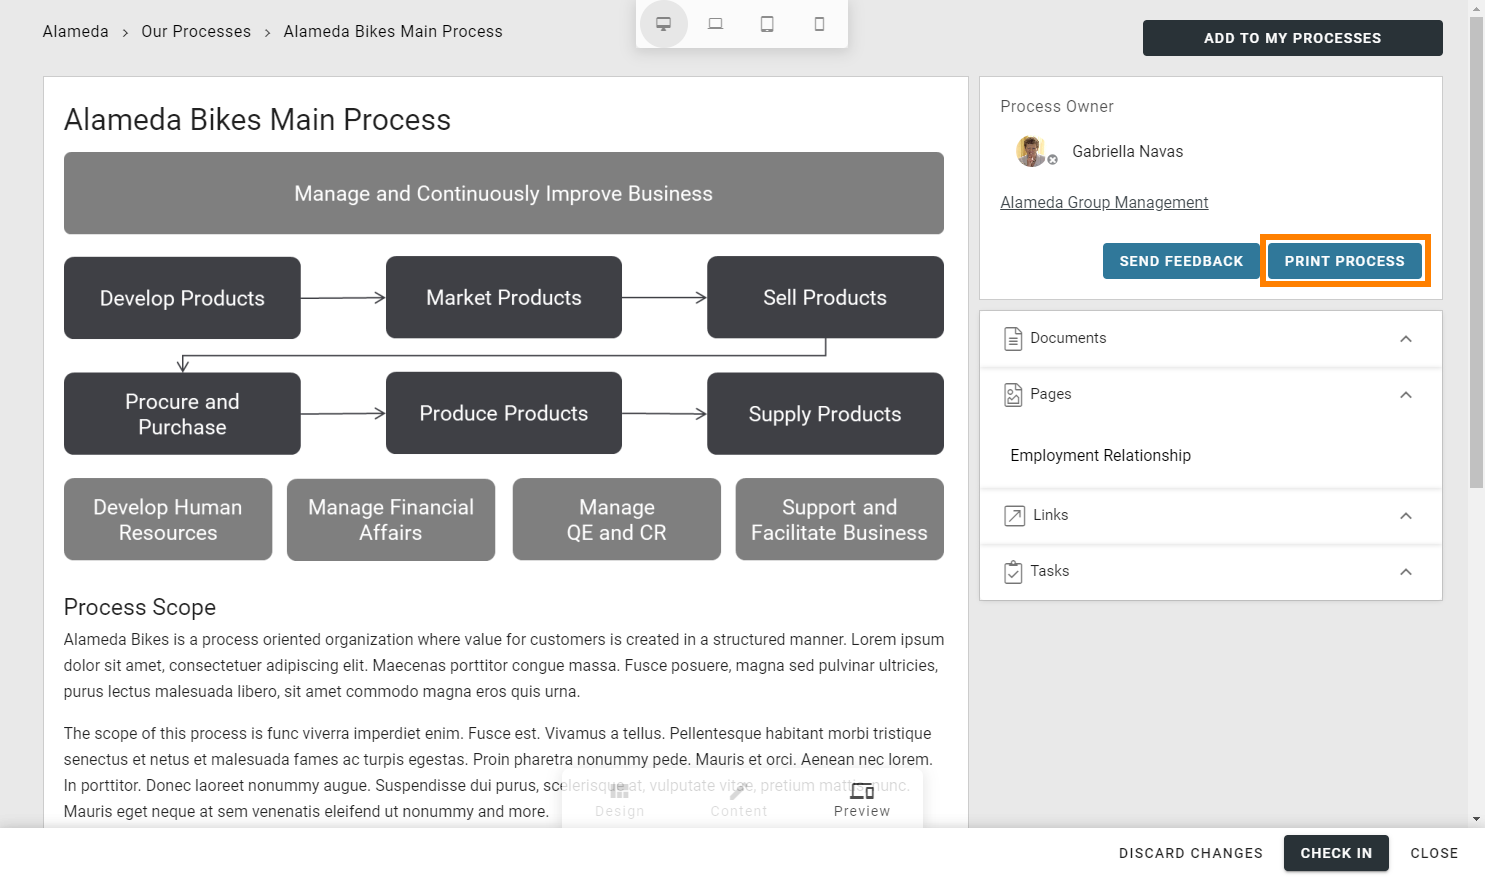 Alameda > Our Processes > Alameda Bikes Main Process
ADD TO MY PROCESSES
Alameda Bikes Main Process
Manage and Continuously Improve Business
Develop Products
Market Products
Sell Products
Procure and
Purchase
Produce Products
Supply Products
Develop Human
Resources
Manage Financial
Affairs
Manage
QE and CR
Support and
Facilitate Business
Process Scope
Alameda Bikes is a process oriented organization where value for customers is created in a structured manner. Lorem ipsum
dolor sit amet, consectetuer adipiscing elit. Maecenas porttitor congue massa. Fusce posuere, magna sed pulvinar ultricies,
purus lectus malesuada libero, sit amet commodo magna eros quis urna.
The scope of this process is func viverra imperdiet enim. Fusce est. Vivamus a tellus. Pellentesque habitant morbi tristique
senectus et netus et malesuada fames ac turpis egestas. Proin pharetra nonummy pede. Mauris et orci. Aenean nec lorem.
In porttitor. Donec laoreet nonummy augue. Suspendisse dui purus, scelerisque at, vulputate vitae, pretium mattis, nunc.
Mauris eget neque at sem venenatis eleifend ut nonummy and more.
Process Owner
Gabriella Navas
Alameda Group Management
SEND FEEDBACK
PRINT PROCESS
Documents
Pages
Employment Relationship
Links
Tasks
Design
Content
Preview
DISCARD CHANGES
CHECK IN
CLOSE